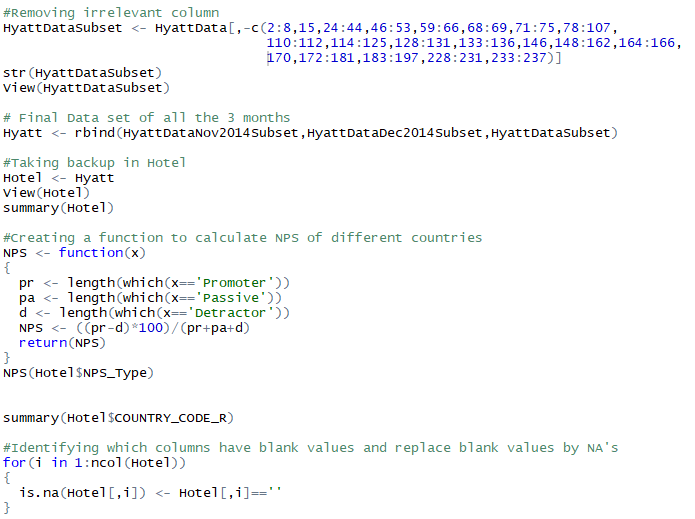 #Removing irrelevant column
HyattDataSubset <- HyattData[,-c(2:8,15,24:44,46:53,59:66,68:69,71:75,78:107,
110:112,114:125,128:131,133:136,146,148:162,164:166,
170,172:181,183:197,228:231,233:237)]
str(HyattDataSubset)
View(HyattDataSubset)
# Final Data set of all the 3 months
Hyatt <- rbind(HyattDataNov2014Subset,HyattDataDec2014Subset,HyattDataSubset)
#Taking backup in Hotel
Hotel <- Hyatt
View(Hotel)
summary(Hotel)
#Creating a function to calculate NPS of different countries
NPS <- function(x)
{
pr <- length(which(x=='Promoter'))
pa <- length(which(x=='Passive'))
d <- length(which(x=='Detractor'))
NPS <- ((pr-d)*100)/(pr+pa+d)
return(NPS)
}
NPS(Hotel$NPS_Type)
summary(Hotel$COUNTRY_CODE_R)
#Identifying which columns have blank values and replace blank values by NA's
for(i in 1:ncol(Hotel))
{
is.na(Hotel[,i]) <- Hotel[,i]==''
}